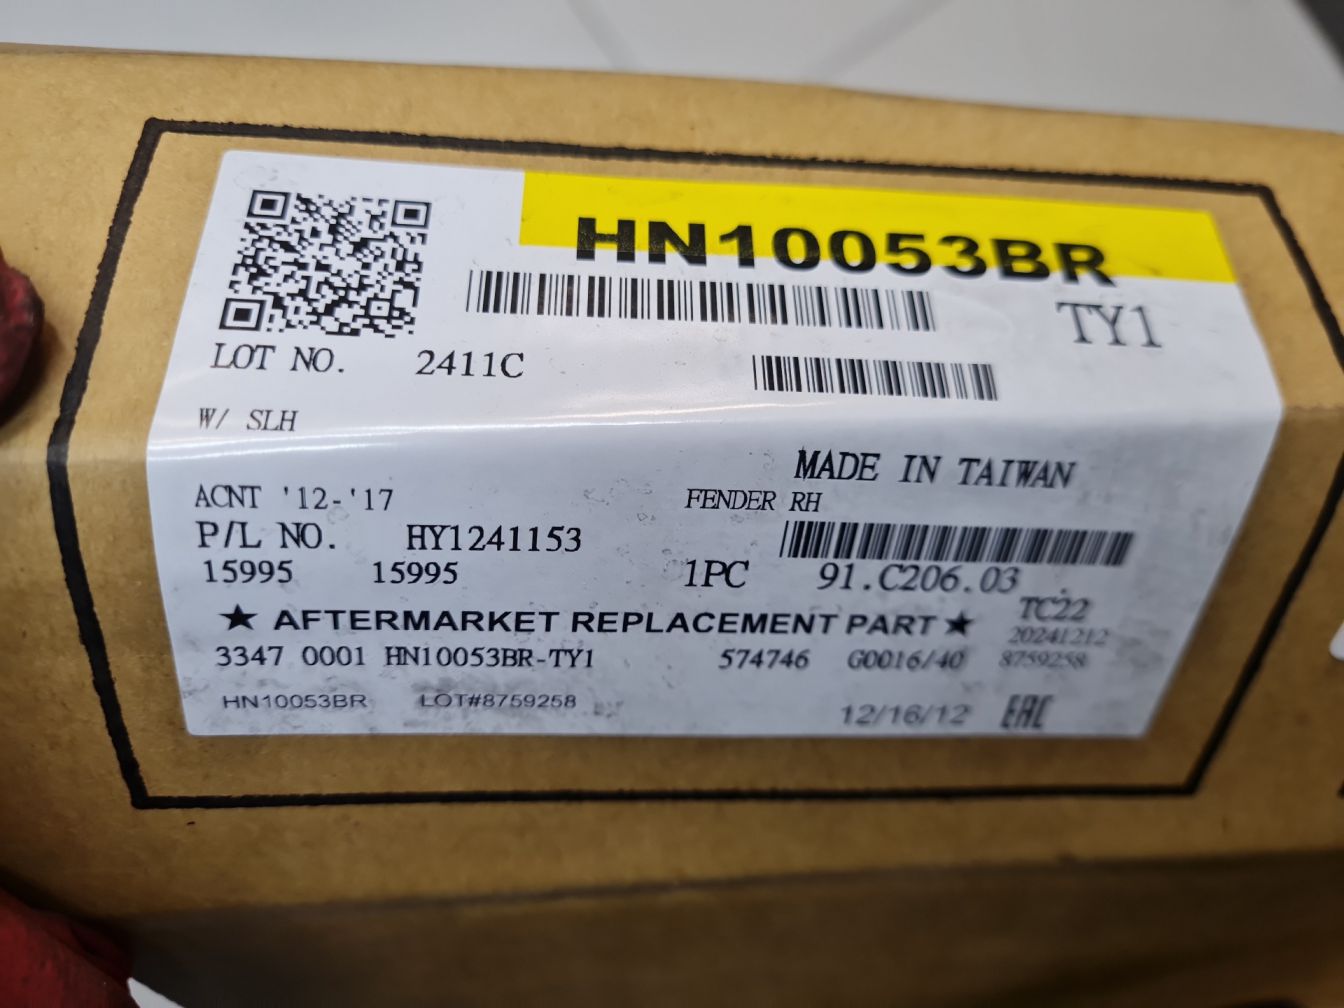 HN10053BR
TY1
LOT NO. 2411C
W/ SLH
MADE IN TAIWAN
ACNT '12-'17 FENDER RH
P/L NO. HY1241153
15995 15995 1PC 91.C206.03
★ AFTERMARKET REPLACEMENT PART ★ TC22
20241212
3347 0001 HN10053BR-TY1 574746 G0016/40 8759258
HN10053BR LOT#8759258
12/16/12 EAC